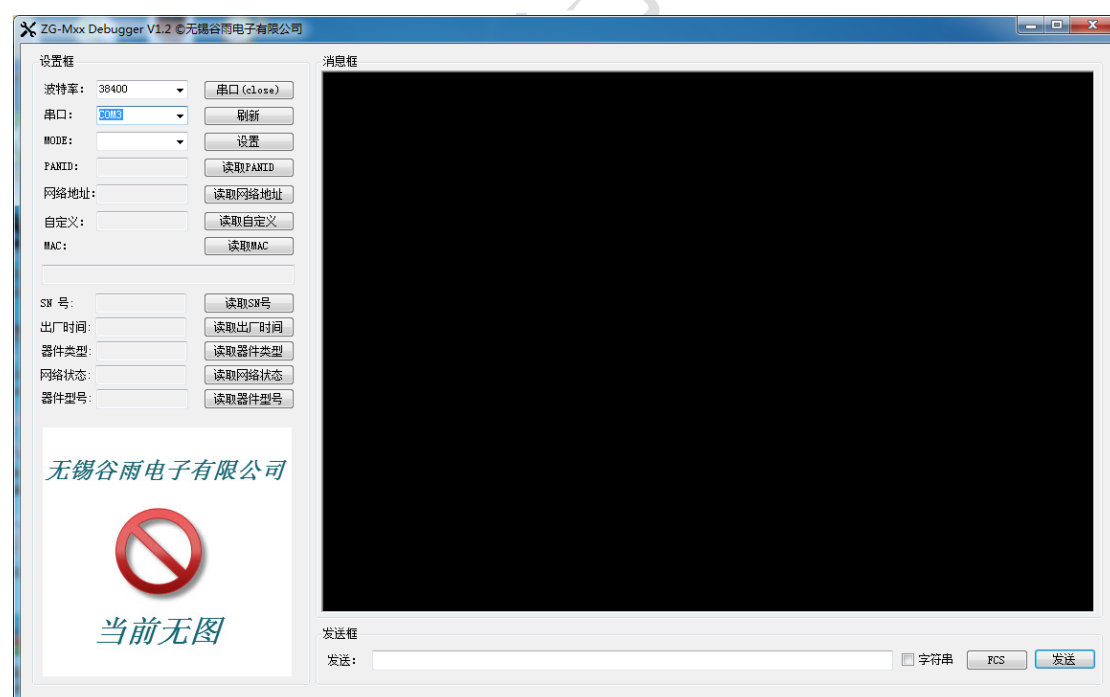 ZG-Mxx Debugger V1.2 ©无锡谷雨电子有限公司
设置框
波特率: 38400 串口(close)
串口: COM3 刷新
MODE: 设置
PANID: 读取PANID
网络地址: 读取网络地址
自定义: 读取自定义
MAC: 读取MAC
SN 号: 读取SN号
出厂时间: 读取出厂时间
器件类型: 读取器件类型
网络状态: 读取网络状态
器件型号: 读取器件型号
无锡谷雨电子有限公司
当前无图
消息框
发送框
发送: 字符串 FCS 发送